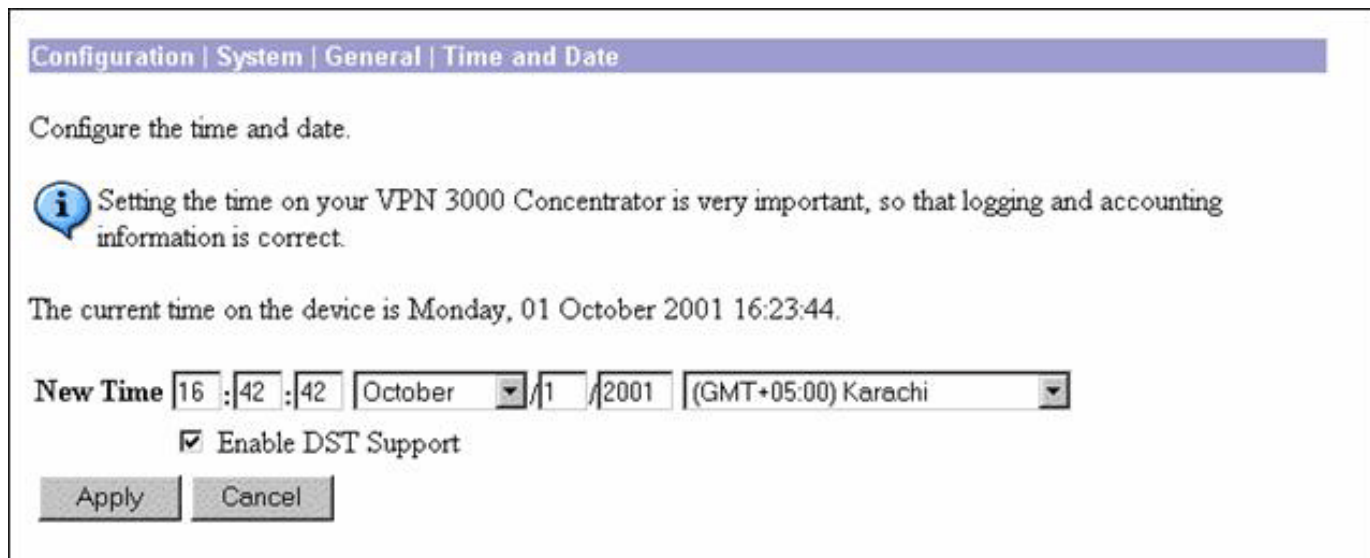 Configuration | System | General | Time and Date
Configure the time and date.
i
Setting the time on your VPN 3000 Concentrator is very important, so that logging and accounting
information is correct.
The current time on the device is Monday, 01 October 2001 16:23:44.
New Time 16 : 42 : 42 October / 1 / 2001 (GMT+05:00) Karachi
Enable DST Support
Apply Cancel